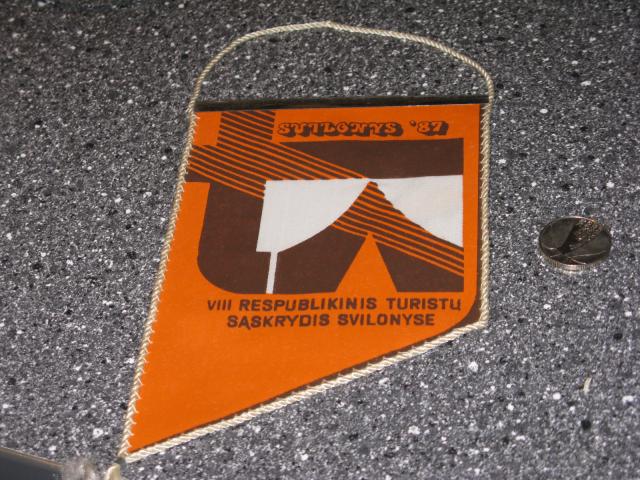 SVILONYS '87
VIII RESPUBLIKINIS TURISTŲ
SĄSKRYDIS SVILONYSE